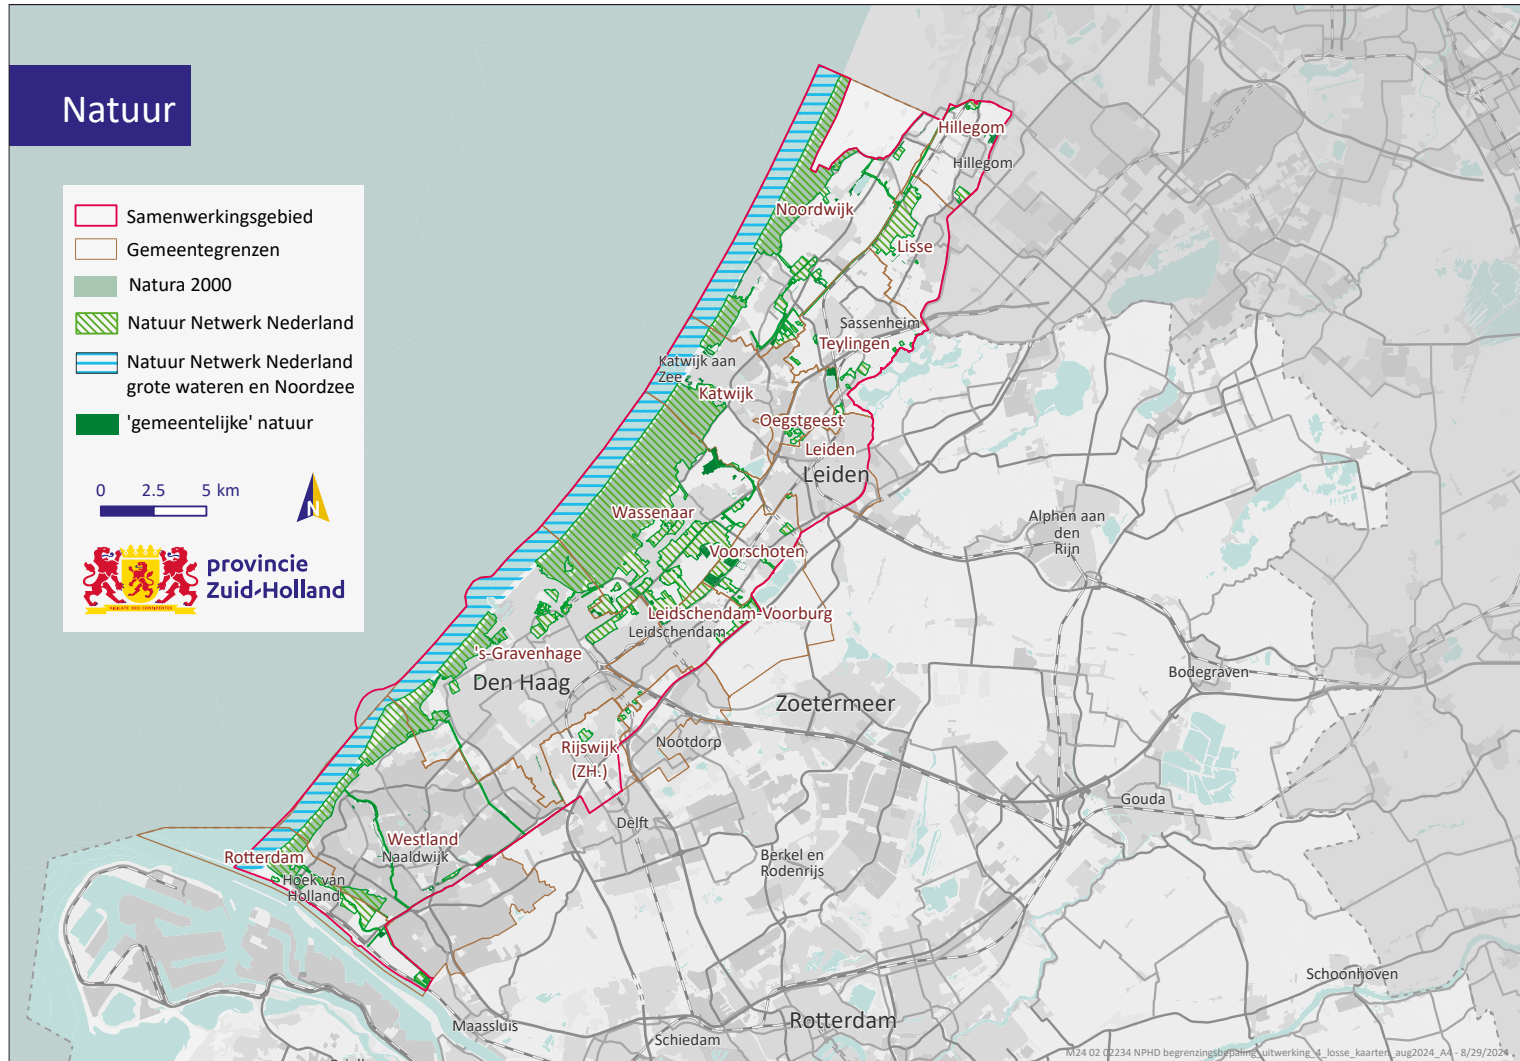 Natuur
Samenwerkingsgebied
Gemeentegrenzen
Natura 2000
Natuur Netwerk Nederland
Natuur Netwerk Nederland
grote wateren en Noordzee
'gemeentelijke' natuur
0 2.5 5 km
N
provincie
Zuid-Holland
Hillegom
Hillegom
Noordwijk
Lisse
Sassenheim
Teylingen
Katwijk aan
Zee
Katwijk
Oegstgeest
Leiden
Leiden
Wassenaar
Alphen aan
den
Rijn
Voorschoten
Leidschendam-Voorburg
Leidschendam
's-Gravenhage
Den Haag
Bodegraven
Zoetermeer
Nootdorp
Rijswijk
(ZH.)
Gouda
Delft
Westland
Naaldwijk
Berkel en
Rodenrijs
Rotterdam
Hoek van
Holland
Schoonhoven
Maassluis
Rotterdam
Schiedam